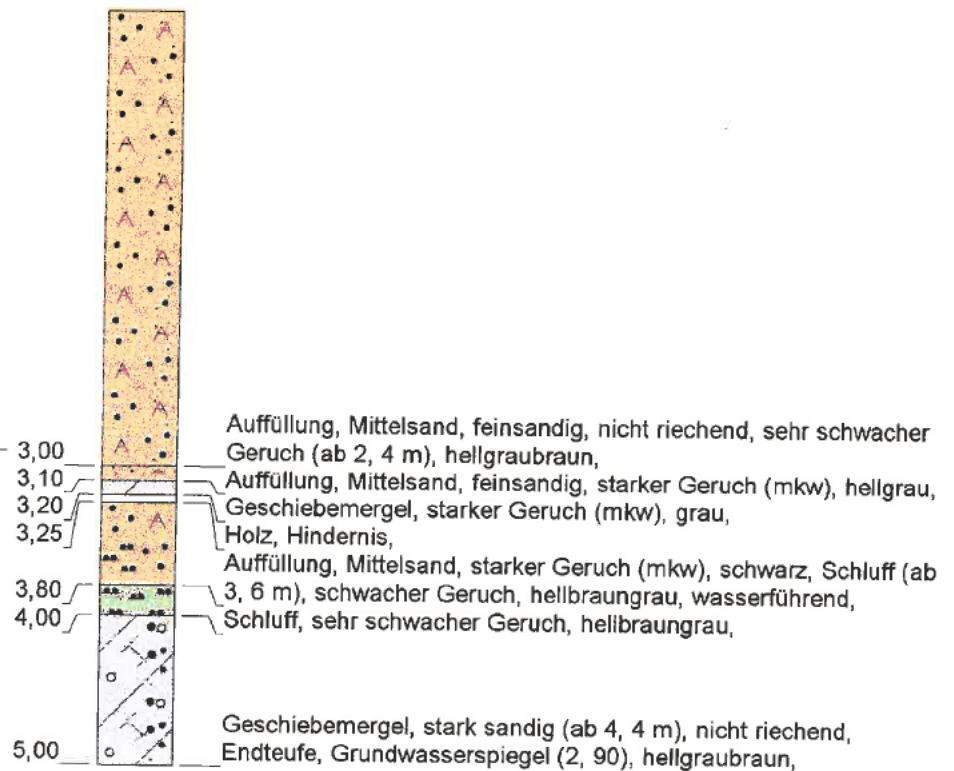 Auffüllung, Mittelsand, feinsandig, nicht riechend, sehr schwacher
3,00 Geruch (ab 2, 4 m), hellgraubraun,
3,10 Auffüllung, Mittelsand, feinsandig, starker Geruch (mkw), hellgrau,
3,20 Geschiebemergel, starker Geruch (mkw), grau,
3,25 Holz, Hindernis,
Auffüllung, Mittelsand, starker Geruch (mkw), schwarz, Schluff (ab
3,80 3, 6 m), schwacher Geruch, hellbraungrau, wasserführend,
4,00 Schluff, sehr schwacher Geruch, hellbraungrau,
Geschiebemergel, stark sandig (ab 4, 4 m), nicht riechend,
5,00 Endteufe, Grundwasserspiegel (2, 90), hellgraubraun,